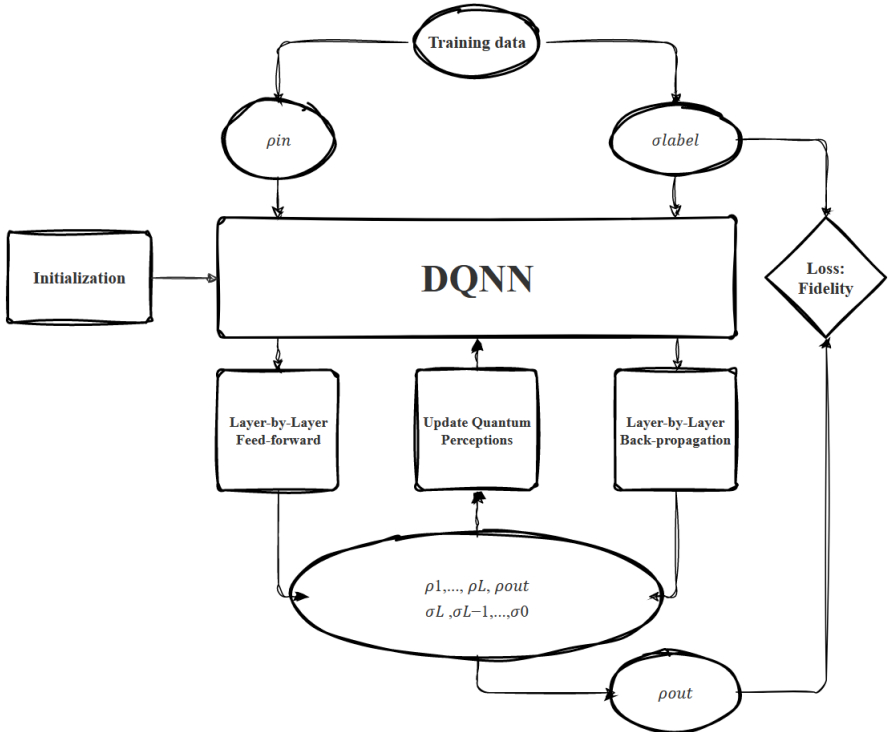 Training data
ρin
σlabel
Initialization
DQNN
Loss:
Fidelity
Layer-by-Layer
Feed-forward
Update Quantum
Perceptions
Layer-by-Layer
Back-propagation
ρ1,..., ρL, ρout
σL ,σL−1,...,σ0
ρout